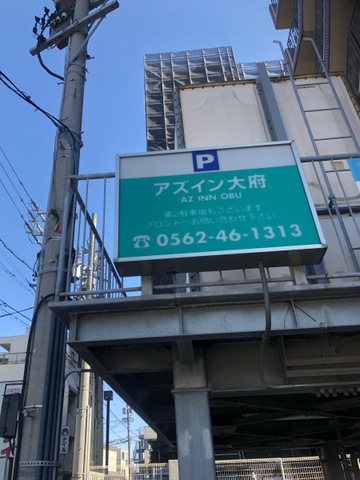 P
アズイン大府
AZ INN OBU
第2駐車場もございます
フロントへお問い合わせ下さい
☎ 0562-46-1313